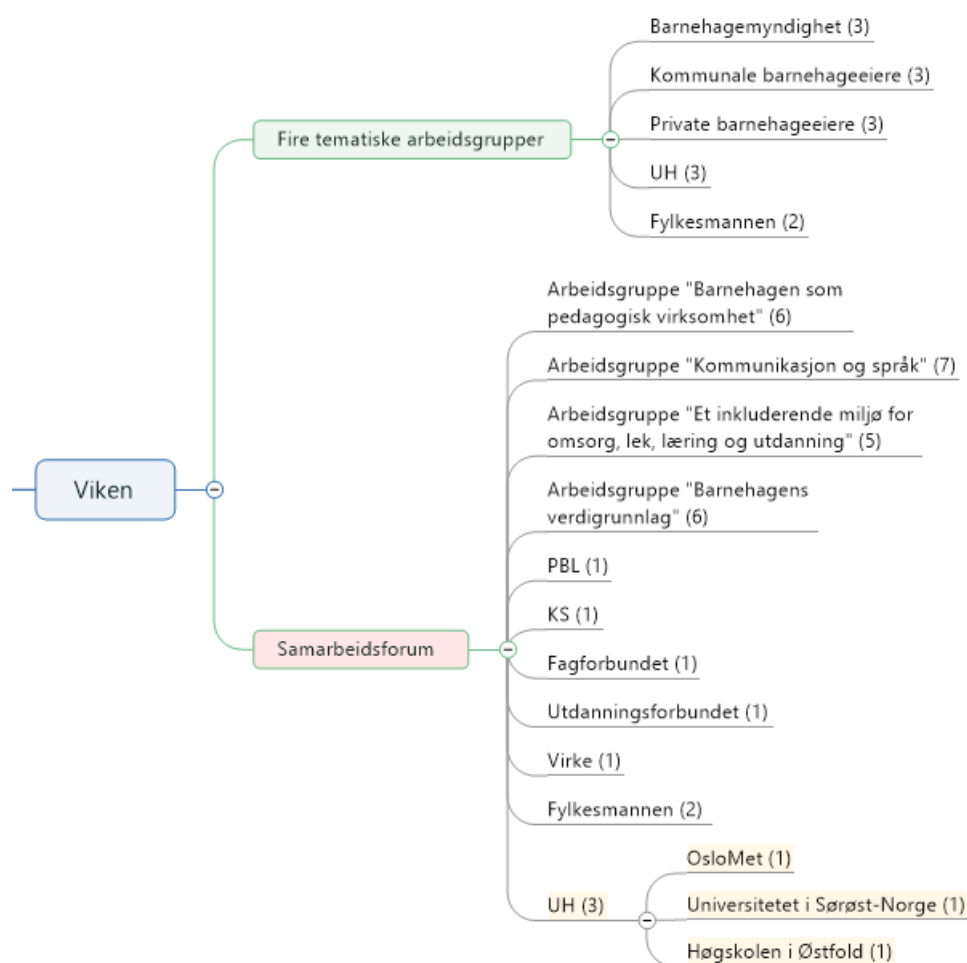 Viken
Fire tematiske arbeidsgrupper
Barnehagemyndighet (3)
Kommunale barnehageeiere (3)
Private barnehageeiere (3)
UH (3)
Fylkesmannen (2)
Samarbeidsforum
Arbeidsgruppe "Barnehagen som
pedagogisk virksomhet" (6)
Arbeidsgruppe "Kommunikasjon og språk" (7)
Arbeidsgruppe "Et inkluderende miljø for
omsorg, lek, læring og utdanning" (5)
Arbeidsgruppe "Barnehagens
verdigrunnlag" (6)
PBL (1)
KS (1)
Fagforbundet (1)
Utdanningsforbundet (1)
Virke (1)
Fylkesmannen (2)
UH (3)
OsloMet (1)
Universitetet i Sørøst-Norge (1)
Høgskolen i Østfold (1)